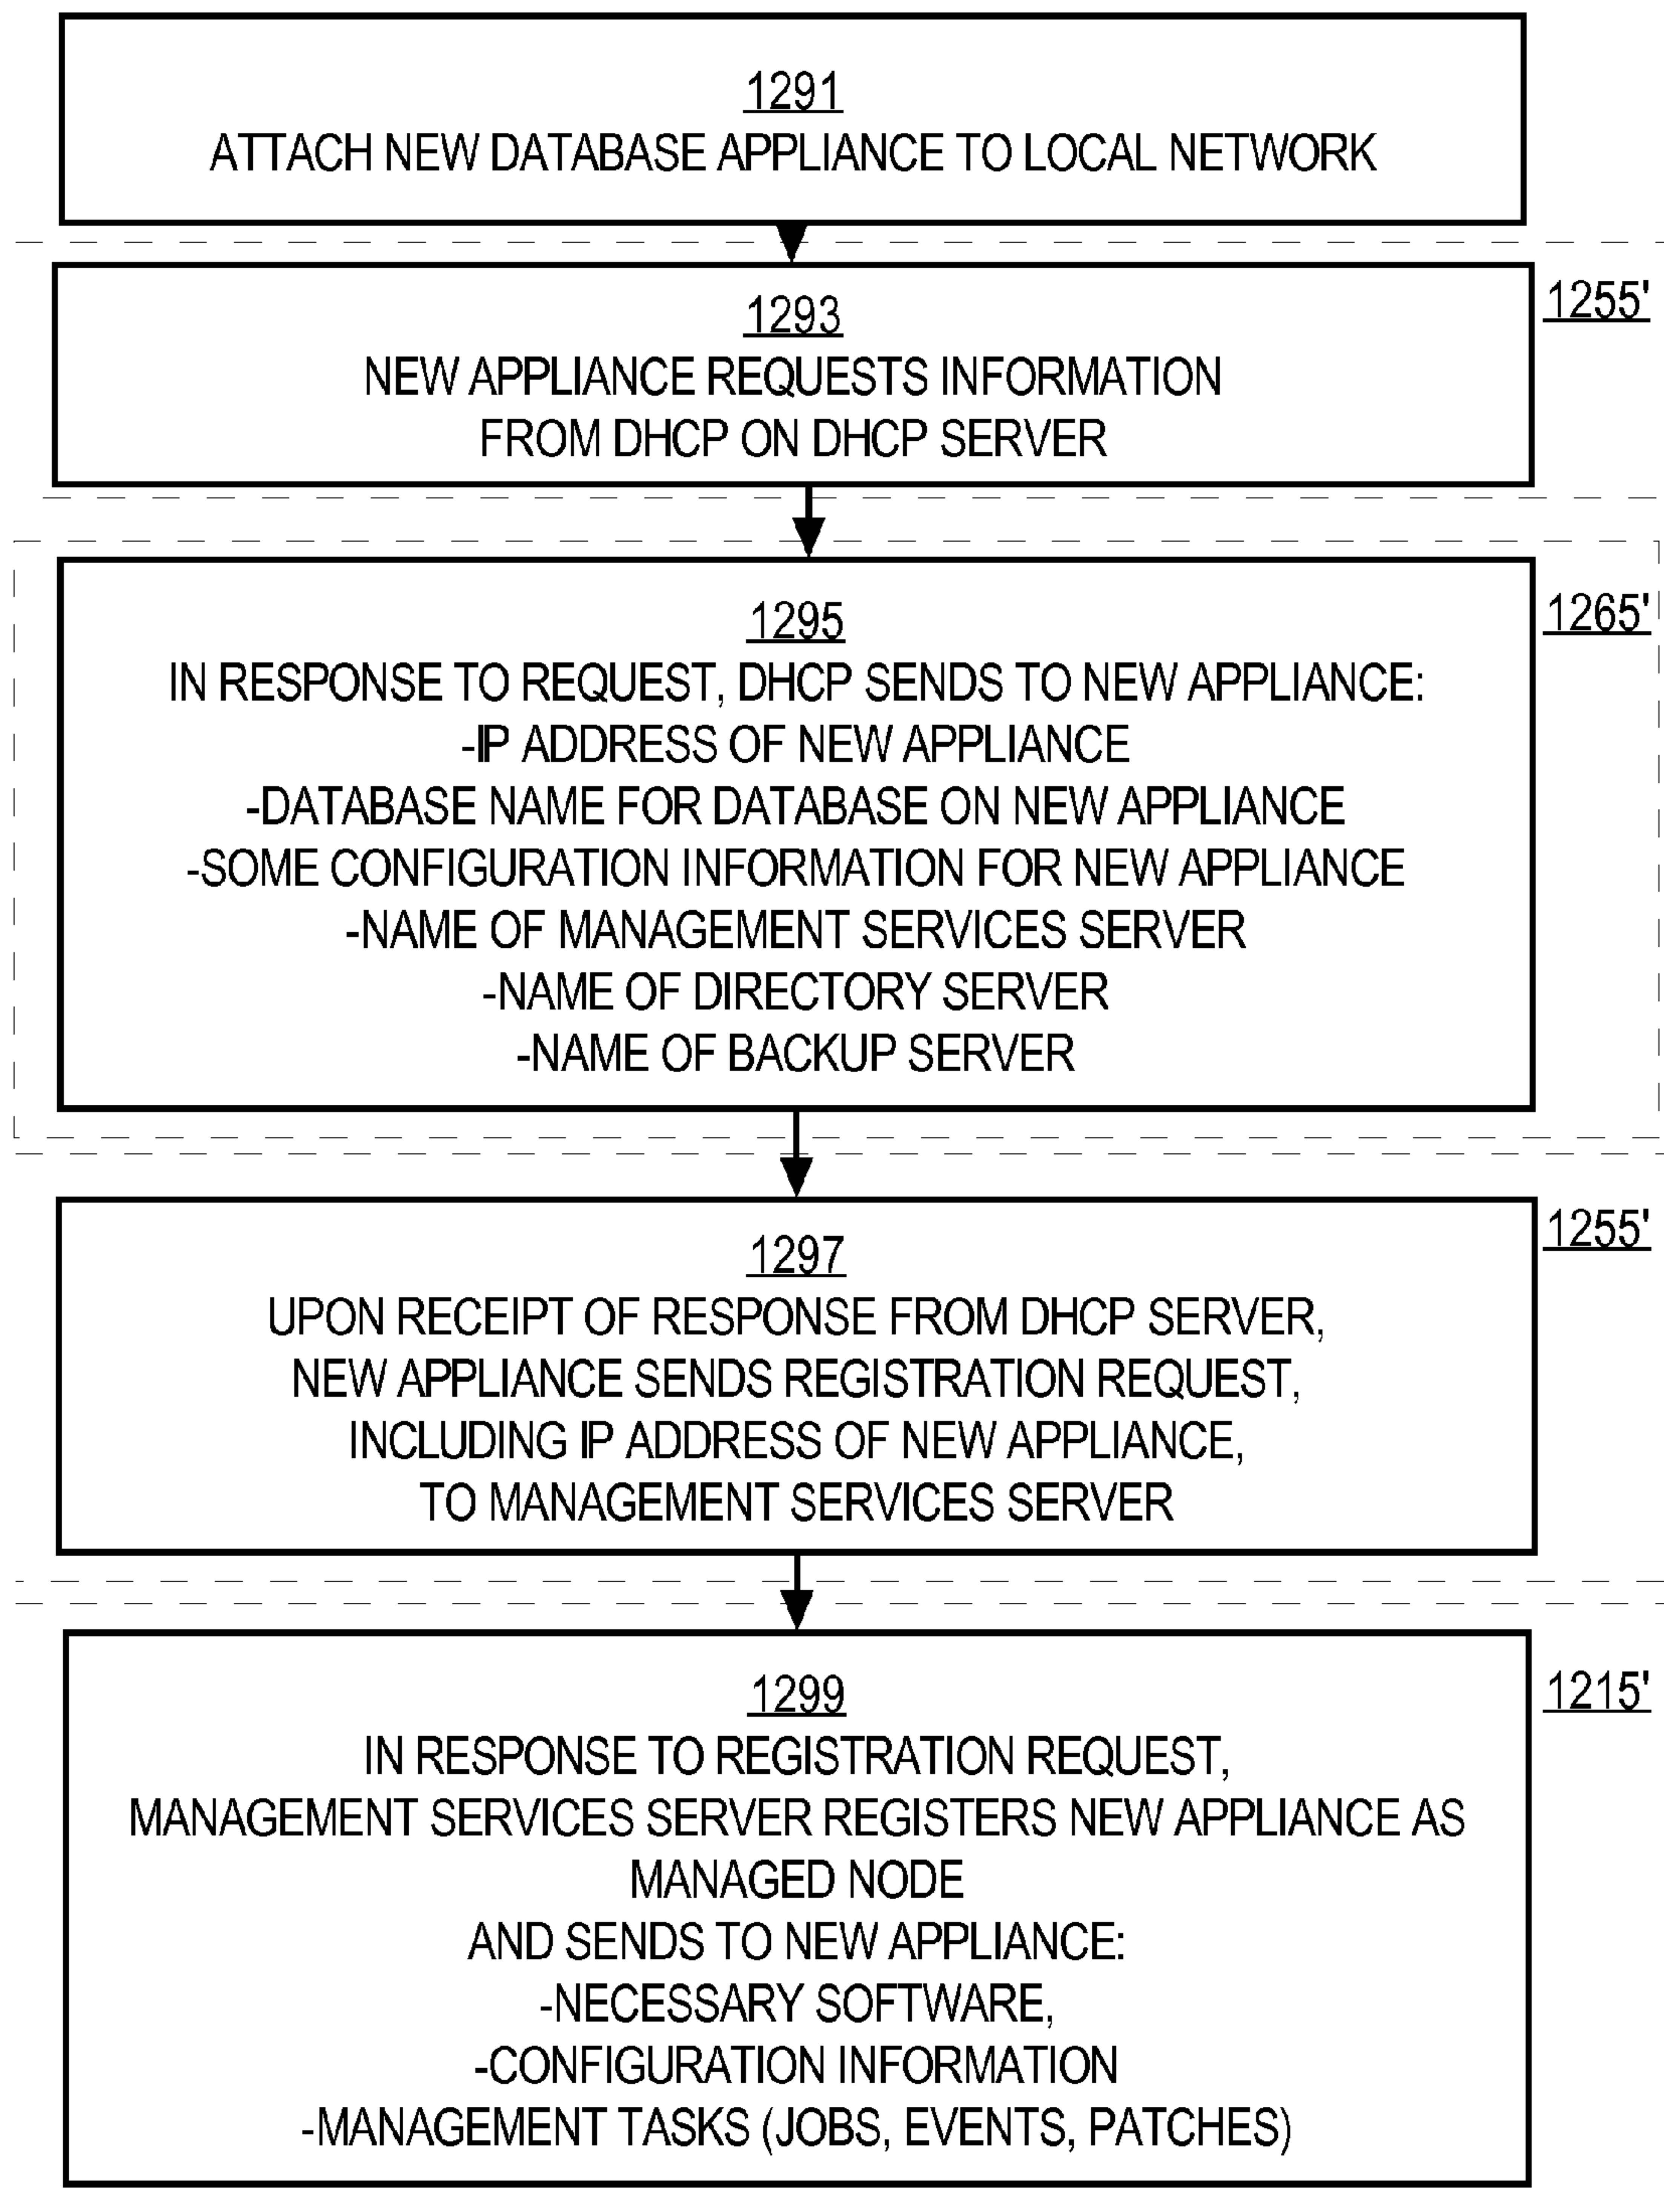 1291
ATTACH NEW DATABASE APPLIANCE TO LOCAL NETWORK
1255'
1293
NEW APPLIANCE REQUESTS INFORMATION
FROM DHCP ON DHCP SERVER
1265'
1295
IN RESPONSE TO REQUEST, DHCP SENDS TO NEW APPLIANCE:
-IP ADDRESS OF NEW APPLIANCE
-DATABASE NAME FOR DATABASE ON NEW APPLIANCE
-SOME CONFIGURATION INFORMATION FOR NEW APPLIANCE
-NAME OF MANAGEMENT SERVICES SERVER
-NAME OF DIRECTORY SERVER
-NAME OF BACKUP SERVER
1255'
1297
UPON RECEIPT OF RESPONSE FROM DHCP SERVER,
NEW APPLIANCE SENDS REGISTRATION REQUEST,
INCLUDING IP ADDRESS OF NEW APPLIANCE,
TO MANAGEMENT SERVICES SERVER
1215'
1299
IN RESPONSE TO REGISTRATION REQUEST,
MANAGEMENT SERVICES SERVER REGISTERS NEW APPLIANCE AS
MANAGED NODE
AND SENDS TO NEW APPLIANCE:
-NECESSARY SOFTWARE,
-CONFIGURATION INFORMATION
-MANAGEMENT TASKS (JOBS, EVENTS, PATCHES)